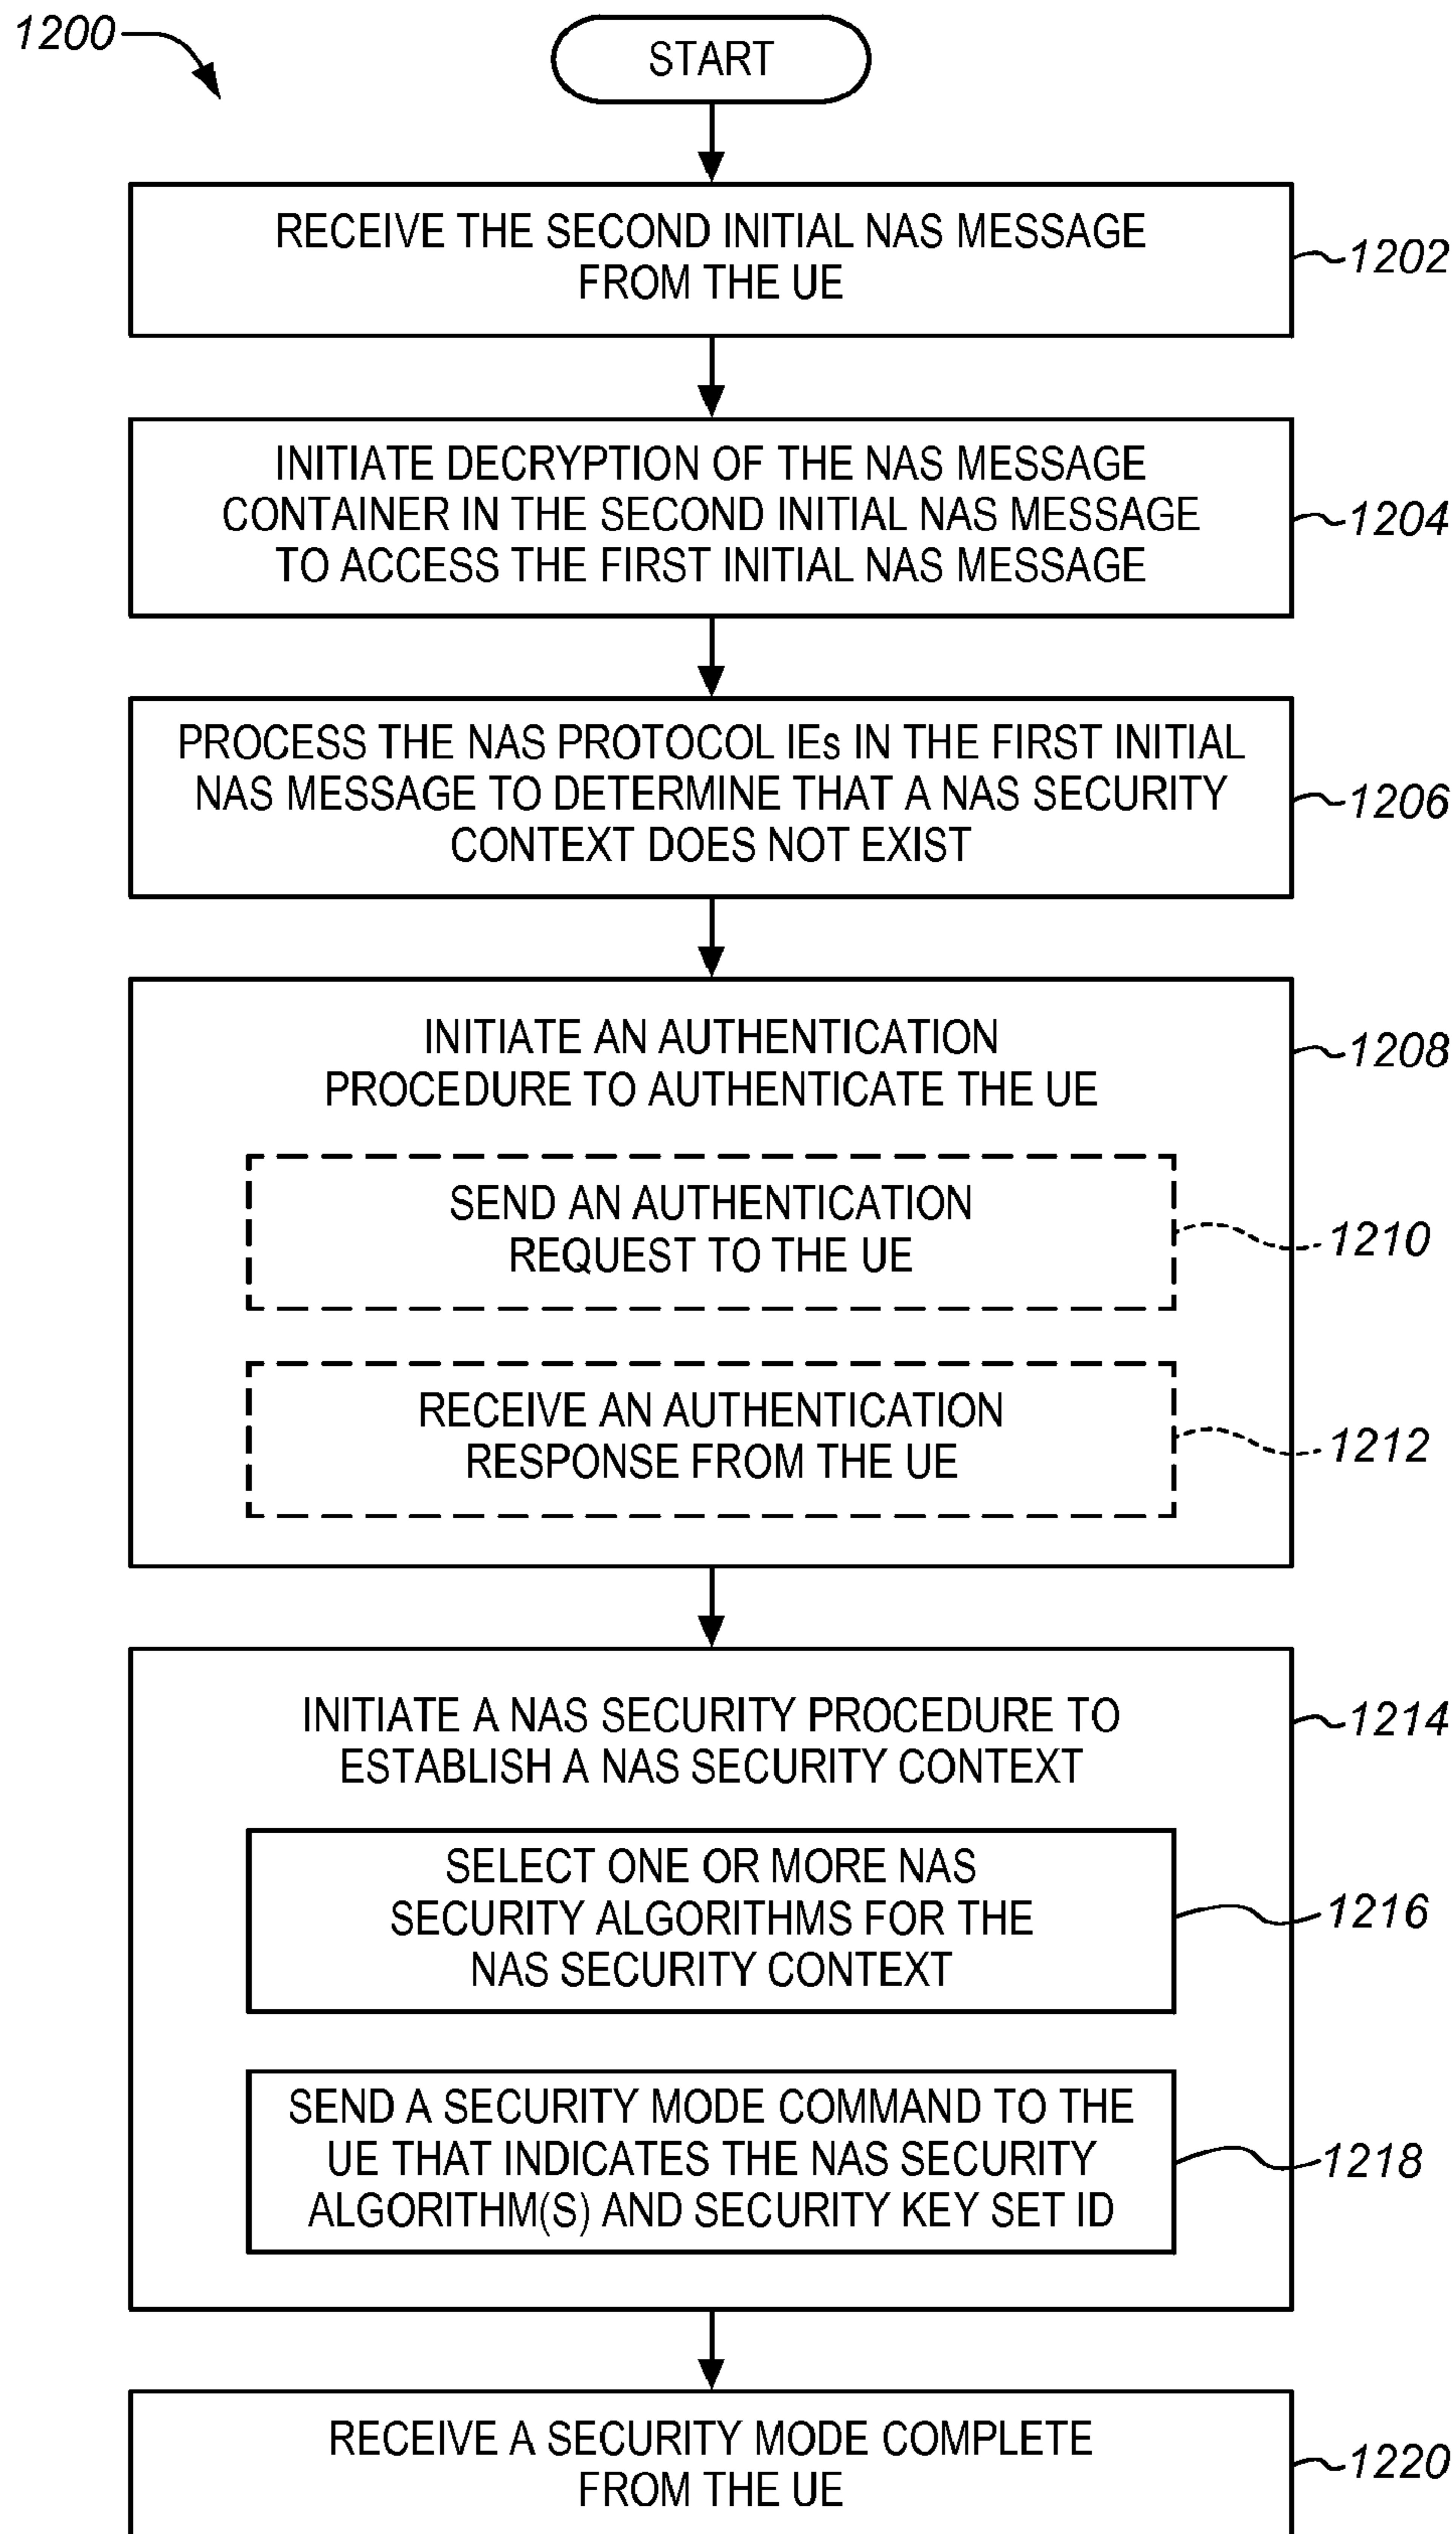 1200
START
RECEIVE THE SECOND INITIAL NAS MESSAGE
FROM THE UE
1202
INITIATE DECRYPTION OF THE NAS MESSAGE
CONTAINER IN THE SECOND INITIAL NAS MESSAGE
TO ACCESS THE FIRST INITIAL NAS MESSAGE
1204
PROCESS THE NAS PROTOCOL IEs IN THE FIRST INITIAL
NAS MESSAGE TO DETERMINE THAT A NAS SECURITY
CONTEXT DOES NOT EXIST
1206
INITIATE AN AUTHENTICATION
PROCEDURE TO AUTHENTICATE THE UE
1208
SEND AN AUTHENTICATION
REQUEST TO THE UE
1210
RECEIVE AN AUTHENTICATION
RESPONSE FROM THE UE
1212
INITIATE A NAS SECURITY PROCEDURE TO
ESTABLISH A NAS SECURITY CONTEXT
1214
SELECT ONE OR MORE NAS
SECURITY ALGORITHMS FOR THE
NAS SECURITY CONTEXT
1216
SEND A SECURITY MODE COMMAND TO THE
UE THAT INDICATES THE NAS SECURITY
ALGORITHM(S) AND SECURITY KEY SET ID
1218
RECEIVE A SECURITY MODE COMPLETE
FROM THE UE
1220